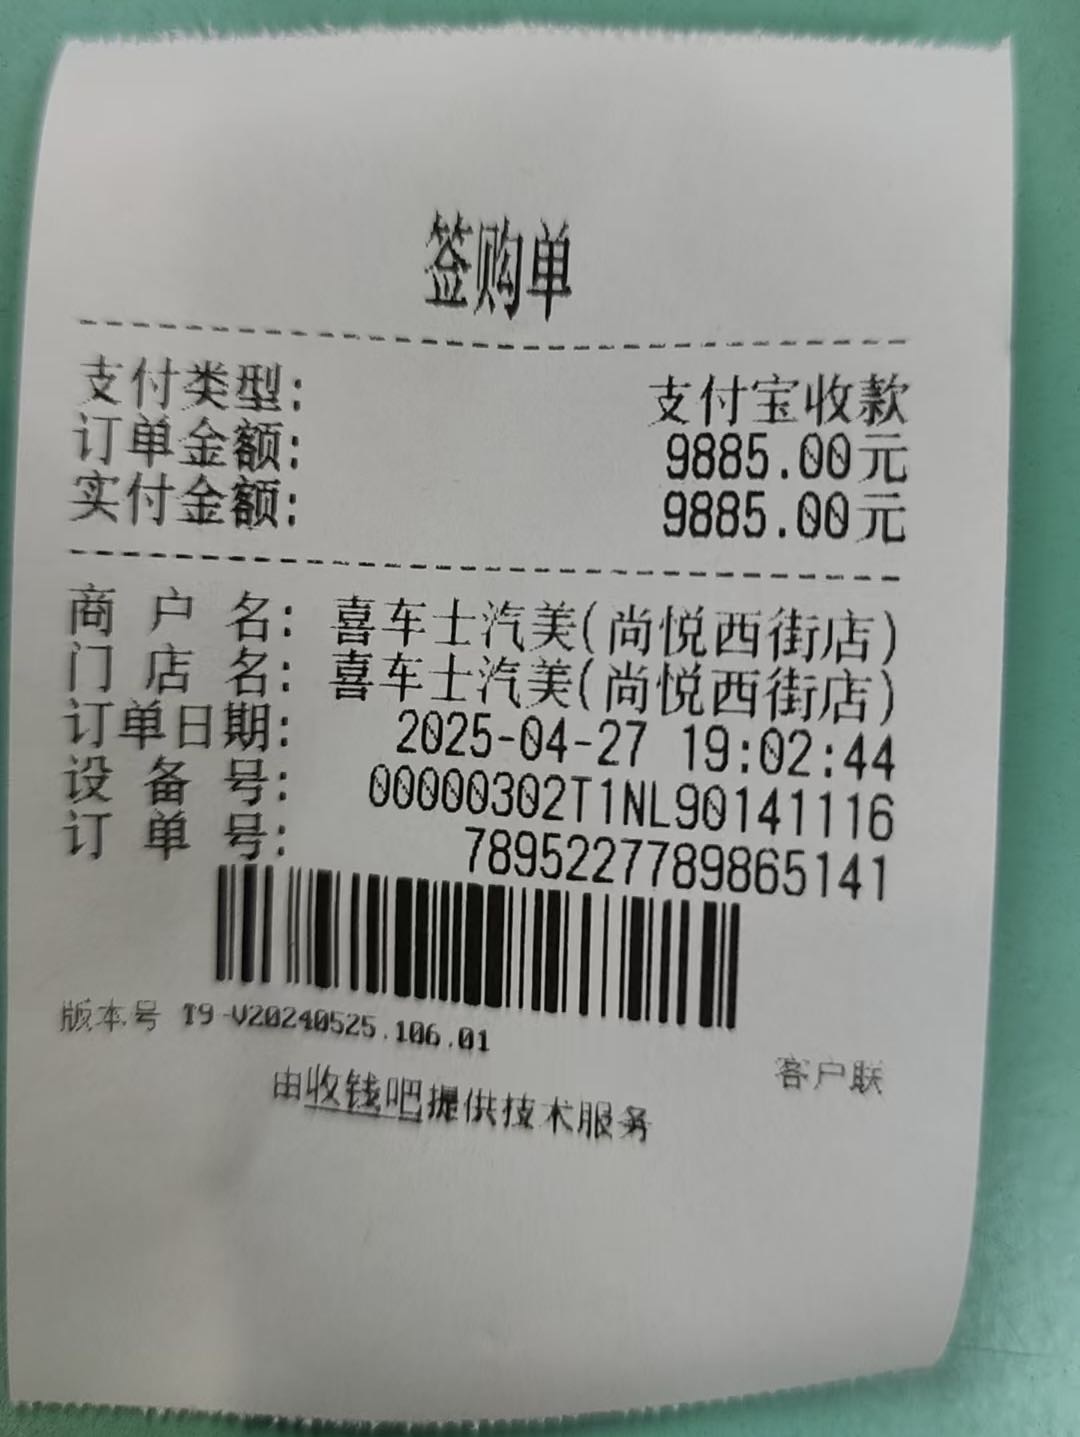 签购单
支付类型: 支付宝收款
订单金额: 9885.00元
实付金额: 9885.00元
商户名: 喜车士汽美(尚悦西街店)
门店名: 喜车士汽美(尚悦西街店)
订单日期: 2025-04-27 19:02:44
设备号: 00000302T1NL90141116
订单号: 7895227789865141
版本号 T9-V20240525.106.01
客户联
由收钱吧提供技术服务